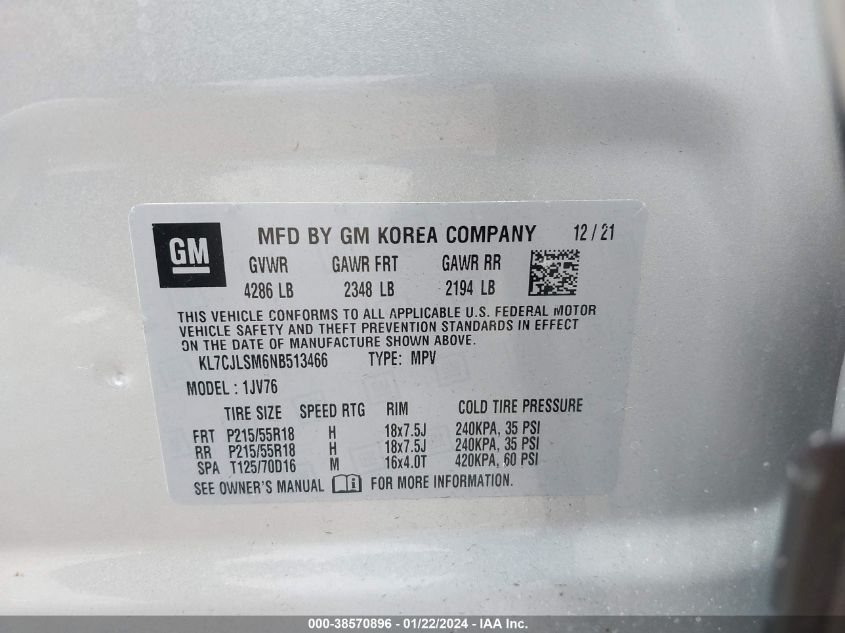 GM MFD BY GM KOREA COMPANY 12/21
GVWR GAWR FRT GAWR RR
4286 LB 2348 LB 2194 LB
THIS VEHICLE CONFORMS TO ALL APPLICABLE U.S. FEDERAL MOTOR
VEHICLE SAFETY AND THEFT PREVENTION STANDARDS IN EFFECT
ON THE DATE OF MANUFACTURE SHOWN ABOVE.
KL7CJLSM6NB513466 TYPE: MPV
MODEL : 1JV76
TIRE SIZE SPEED RTG RIM COLD TIRE PRESSURE
FRT P215/55R18 H 18x7.5J 240KPA, 35 PSI
RR P215/55R18 H 18x7.5J 240KPA, 35 PSI
SPA T125/70D16 M 16x4.0T 420KPA, 60 PSI
SEE OWNER'S MANUAL i FOR MORE INFORMATION.
000-38570896 - 01/22/2024 - IAA Inc.